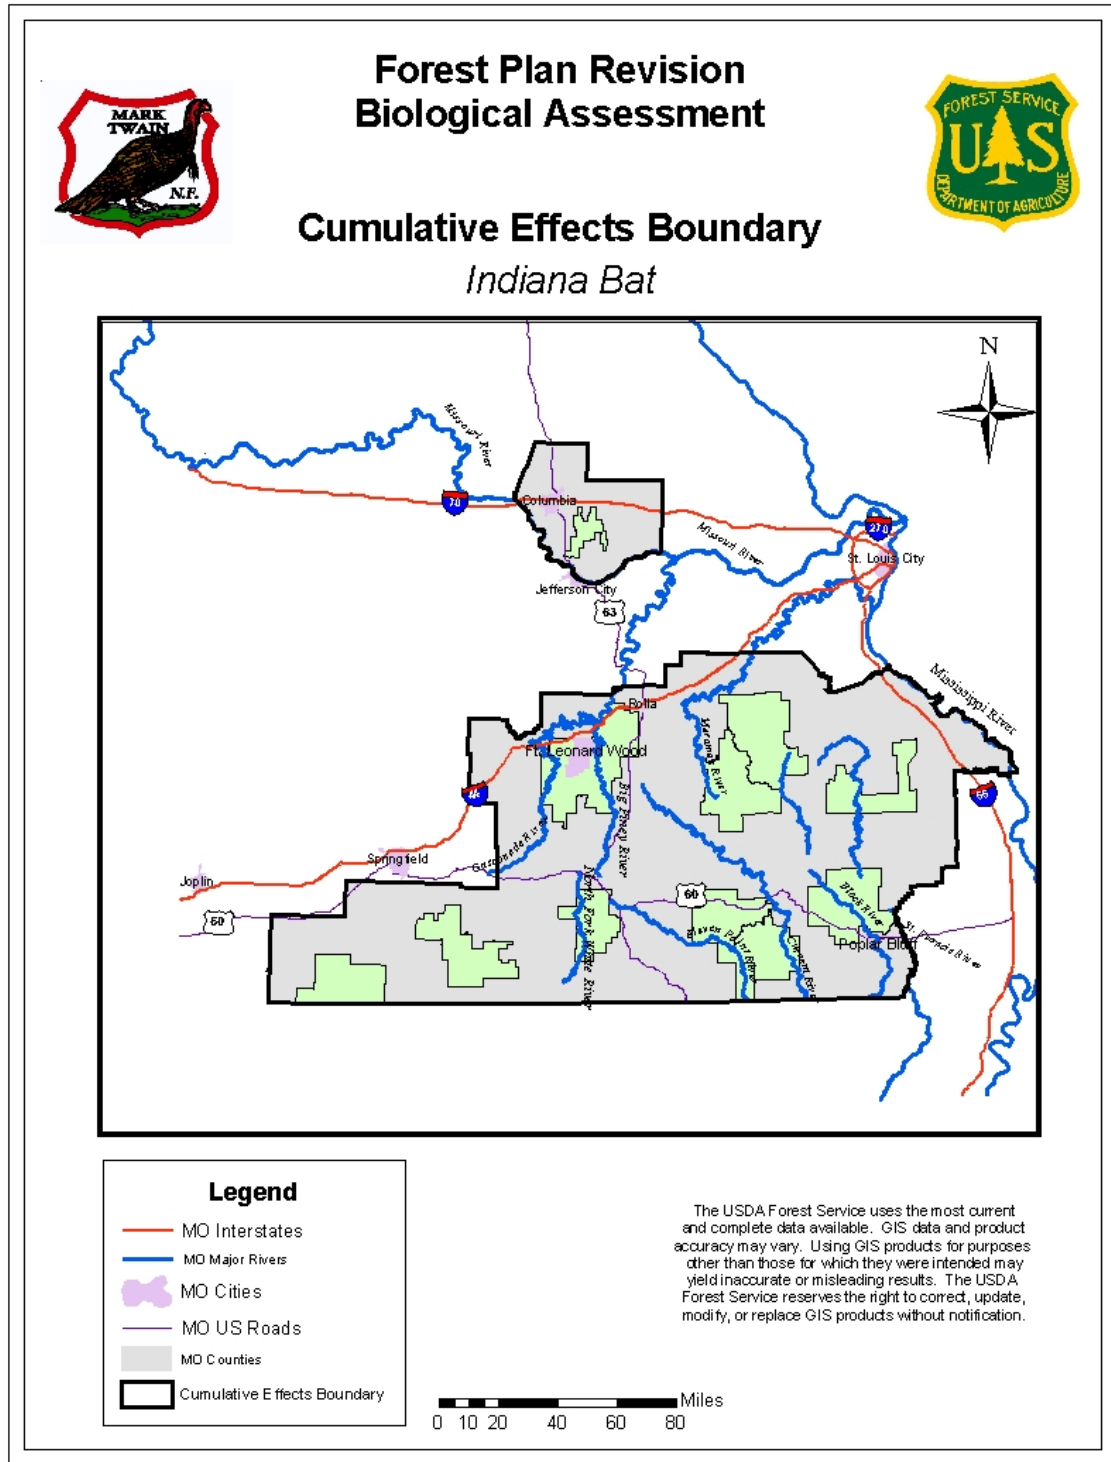 Forest Plan Revision
Biological Assessment
MARK
TWAIN
N.F.
FOREST SERVICE
U S
DEPARTMENT OF AGRICULTURE
Cumulative Effects Boundary
Indiana Bat
N
Missouri River
70
Columbia
Missouri River
270
St. Louis City
Jefferson City
63
Mississippi River
Rolla
Meramec River
Ft. Leonard Wood
44
Big Piney River
55
Gasconade River
Springfield
Joplin
60
North Fork White River
60
Black River
St. Francis River
Eleven Point River
Current River
Poplar Bluff
Legend
MO Interstates
MO Major Rivers
MO Cities
MO US Roads
MO Counties
Cumulative Effects Boundary
The USDA Forest Service uses the most current
and complete data available. GIS data and product
accuracy may vary. Using GIS products for purposes
other than those for which they were intended may
yield inaccurate or misleading results. The USDA
Forest Service reserves the right to correct, update,
modify, or replace GIS products without notification.
Miles
0 10 20 40 60 80